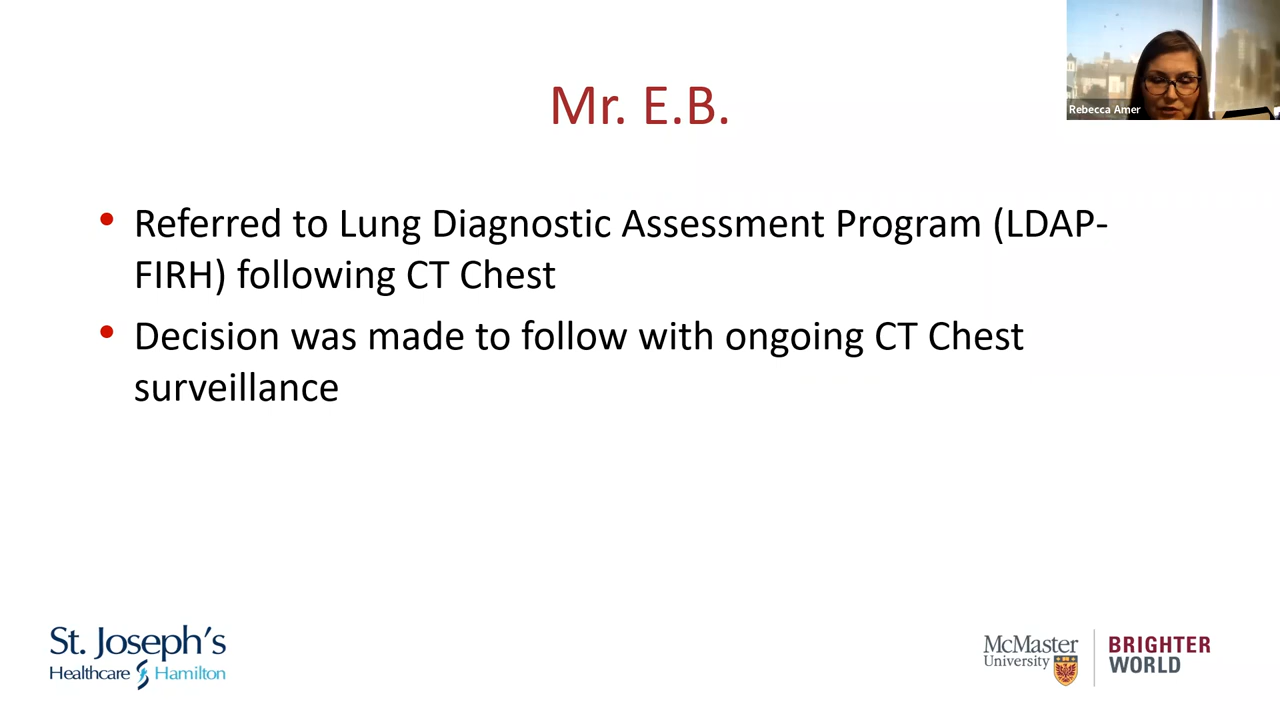 Rebecca Amer
Mr. E.B.
• Referred to Lung Diagnostic Assessment Program (LDAP-
FIRH) following CT Chest
• Decision was made to follow with ongoing CT Chest
surveillance
St. Joseph's
Healthcare Hamilton
McMaster
University
BRIGHTER
WORLD